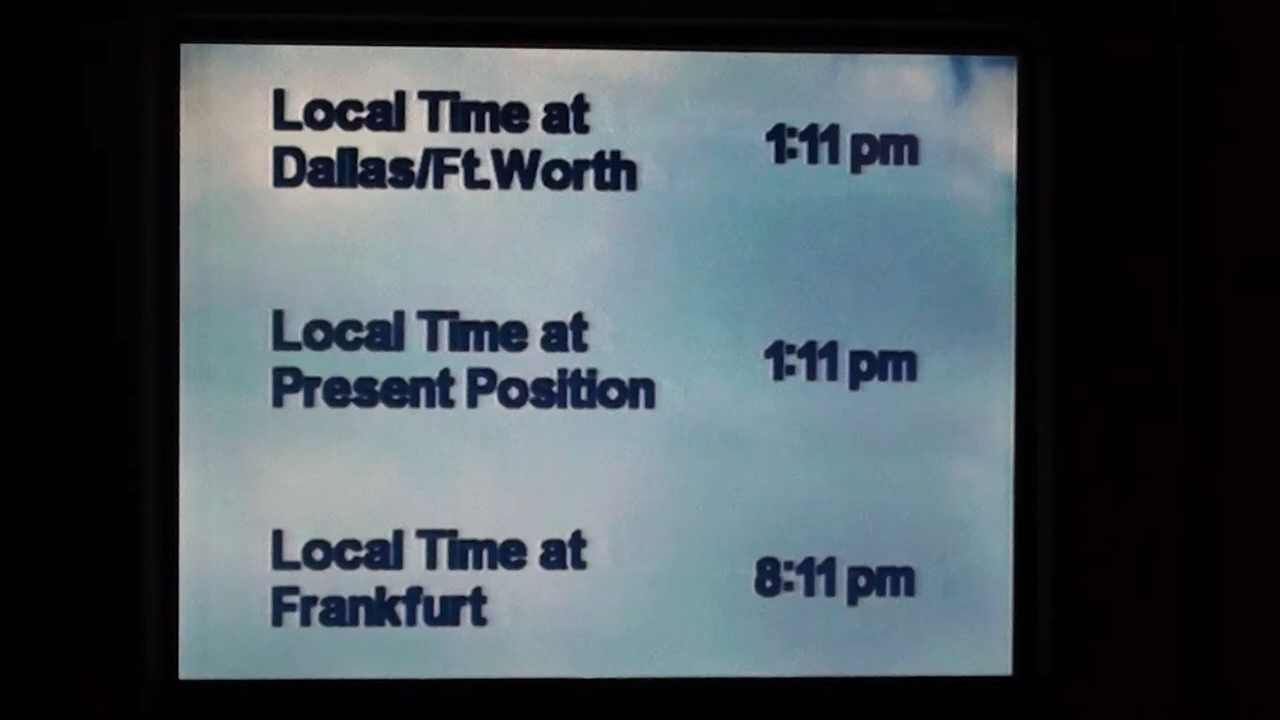 Local Time at
Dallas/Ft.Worth
1:11 pm
Local Time at
Present Position
1:11 pm
Local Time at
Frankfurt
8:11 pm